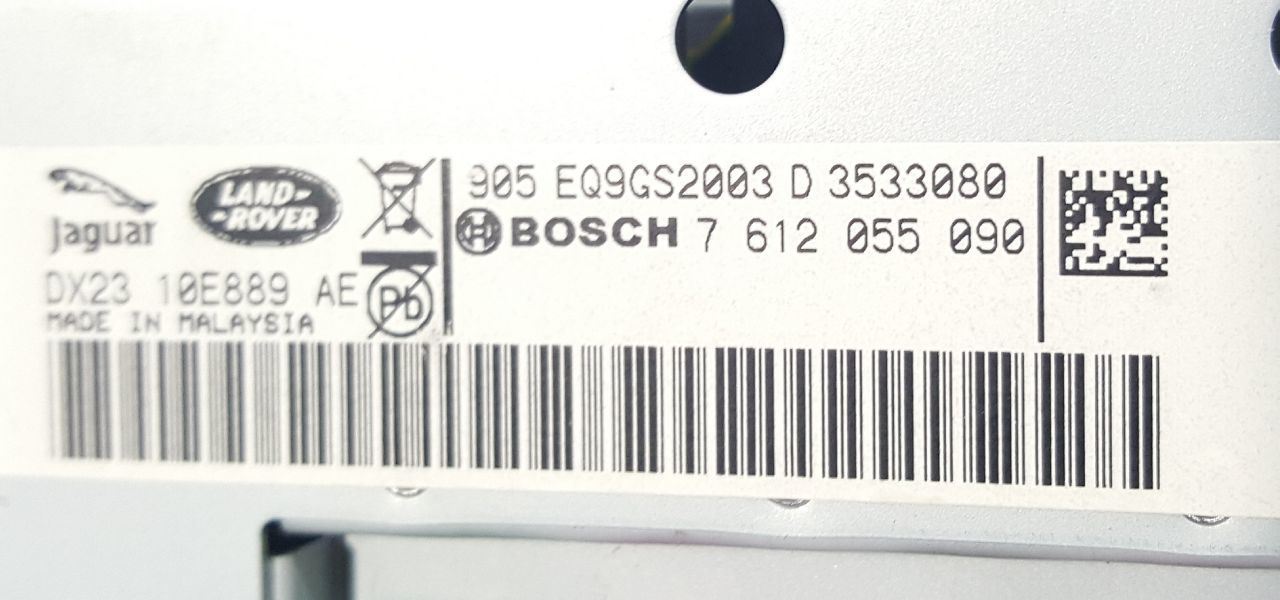 Jaguar
LAND-
-ROVER
DX23 10E889 AE
MADE IN MALAYSIA
Pb
905 EQ9GS2003 D 3533080
BOSCH 7 612 055 090